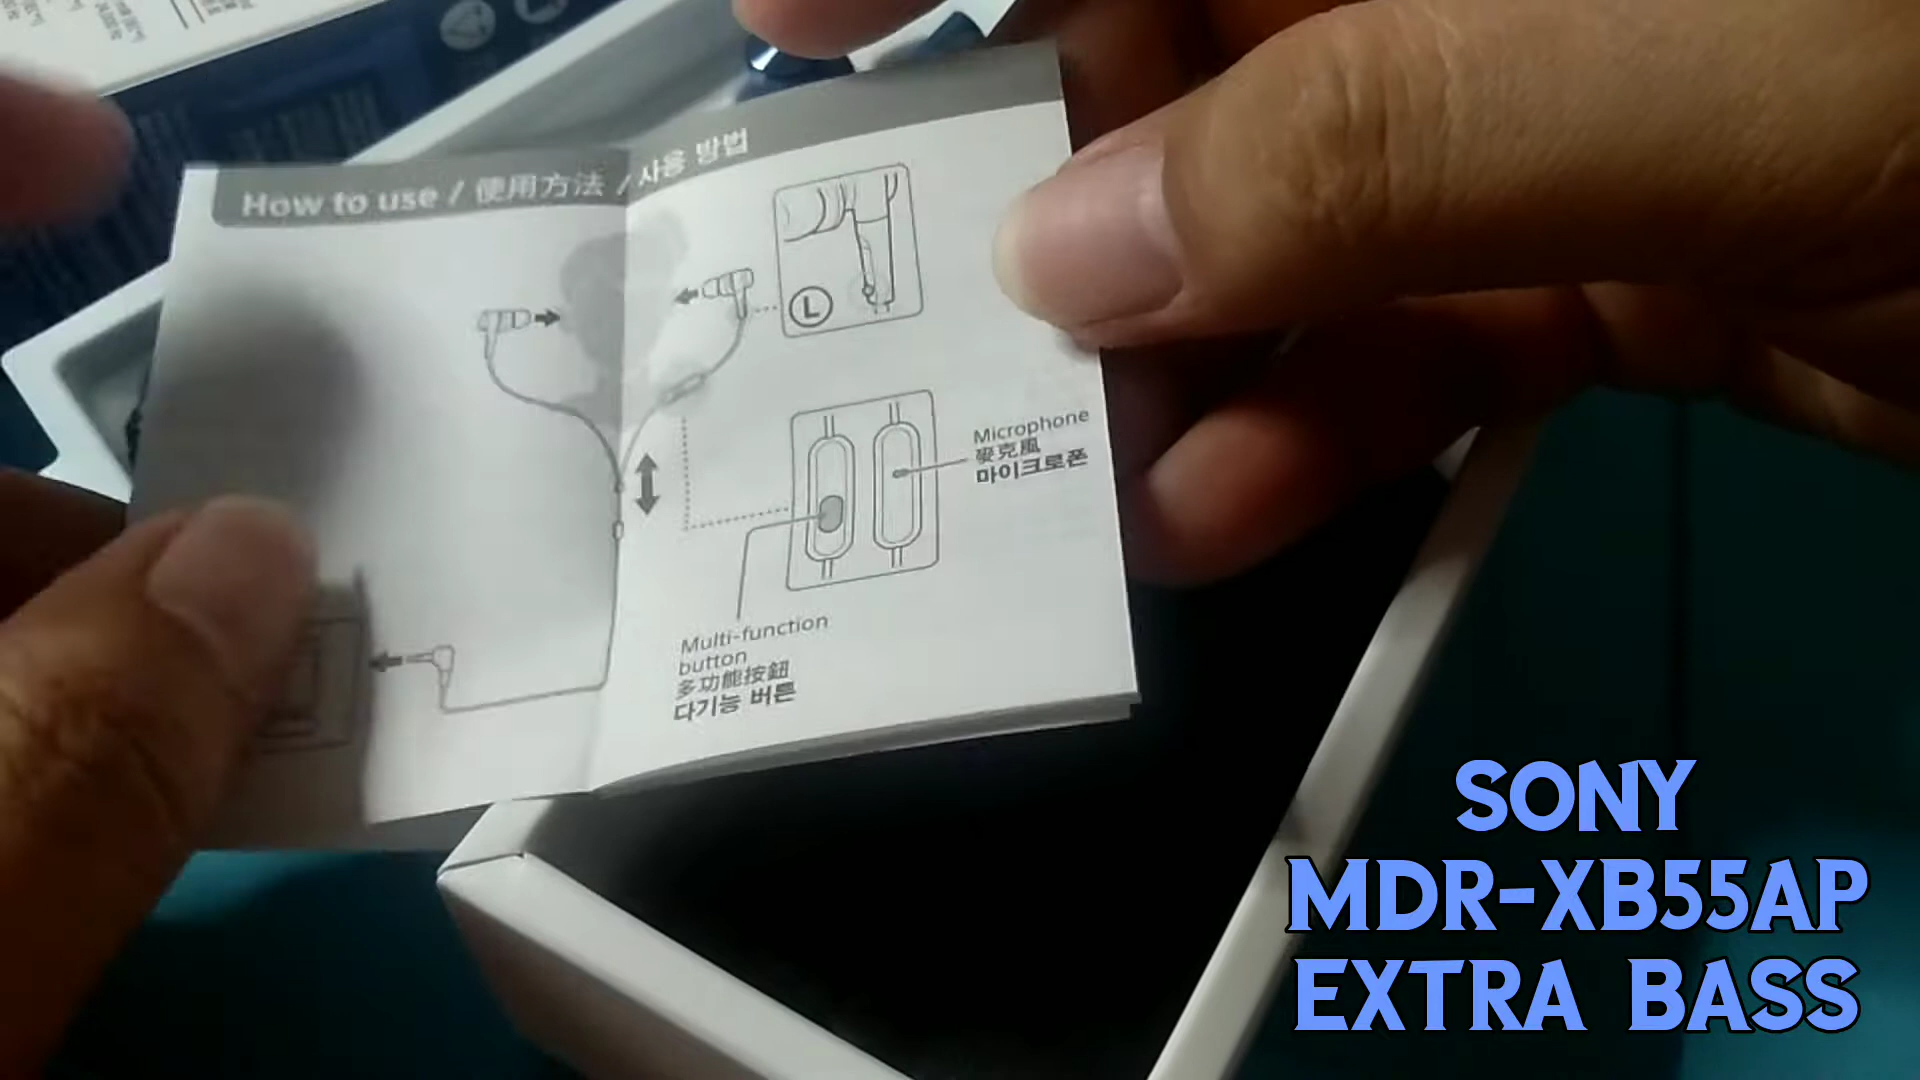 How to use / 使用方法 / 사용 방법
L
Microphone
麥克風
마이크로폰
Multi-function
button
多功能按鈕
다기능 버튼
SONY
MDR-XB55AP
EXTRA BASS